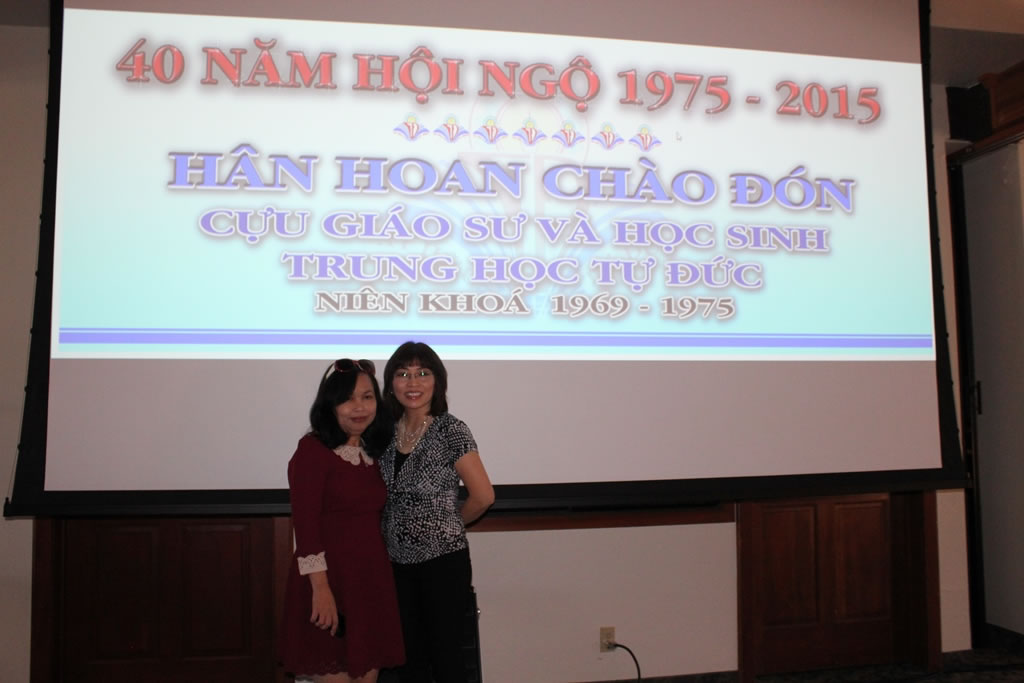 40 NĂM HỘI NGỘ 1975 - 2015
HÂN HOAN CHÀO ĐÓN
CỰU GIÁO SƯ VÀ HỌC SINH
TRUNG HỌC TỰ ĐỨC
NIÊN KHOÁ 1969 - 1975